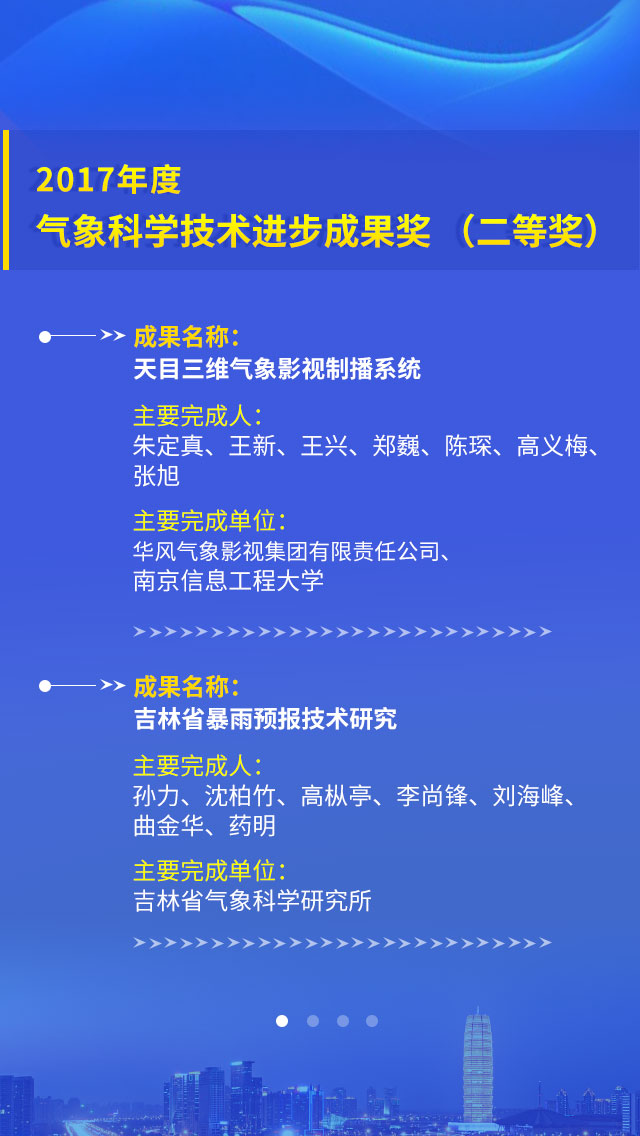 2017年度
气象科学技术进步成果奖（二等奖）
成果名称：
天目三维气象影视制播系统
主要完成人：
朱定真、王新、王兴、郑巍、陈琛、高义梅、
张旭
主要完成单位：
华风气象影视集团有限责任公司、
南京信息工程大学
成果名称：
吉林省暴雨预报技术研究
主要完成人：
孙力、沈柏竹、高枞亭、李尚锋、刘海峰、
曲金华、药明
主要完成单位：
吉林省气象科学研究所